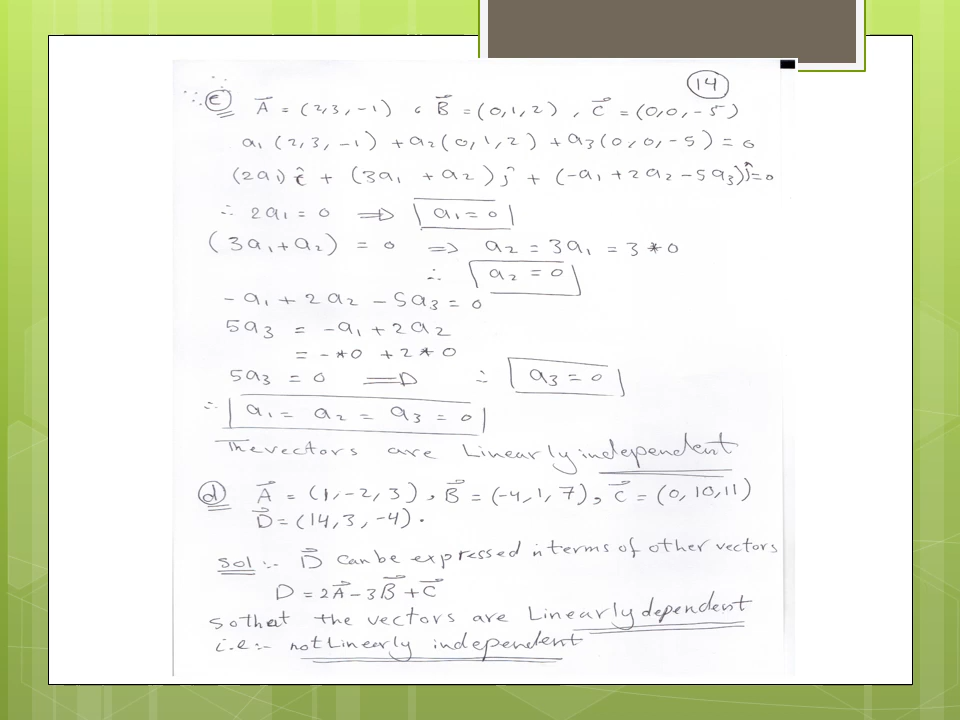 14
∴ (c) A⃗ = (2,3,-1) , B⃗ = (0,1,2) , C⃗ = (0,0,-5)
a₁(2,3,-1) + a₂(0,1,2) + a₃(0,0,-5) = 0
(2a₁) î + (3a₁ + a₂) ĵ + (-a₁ + 2a₂ - 5a₃) ĵ = 0
∴ 2a₁ = 0 ⇒ a₁ = 0
(3a₁ + a₂) = 0 ⇒ a₂ = 3a₁ = 3 * 0
∴ a₂ = 0
-a₁ + 2a₂ - 5a₃ = 0
5a₃ = -a₁ + 2a₂
= -*0 + 2*0
5a₃ = 0 ⇒ ∴ a₃ = 0
∴ a₁ = a₂ = a₃ = 0
The vectors are Linearly independent
(d) A⃗ = (1,-2,3), B⃗ = (-4,1,7), C⃗ = (0,10,11)
D⃗ = (14,3,-4).
Sol:- D⃗ can be expressed in terms of other vectors
D = 2A⃗ - 3B⃗ + C⃗
so that the vectors are Linearly dependent
i.e:- not Linearly independent